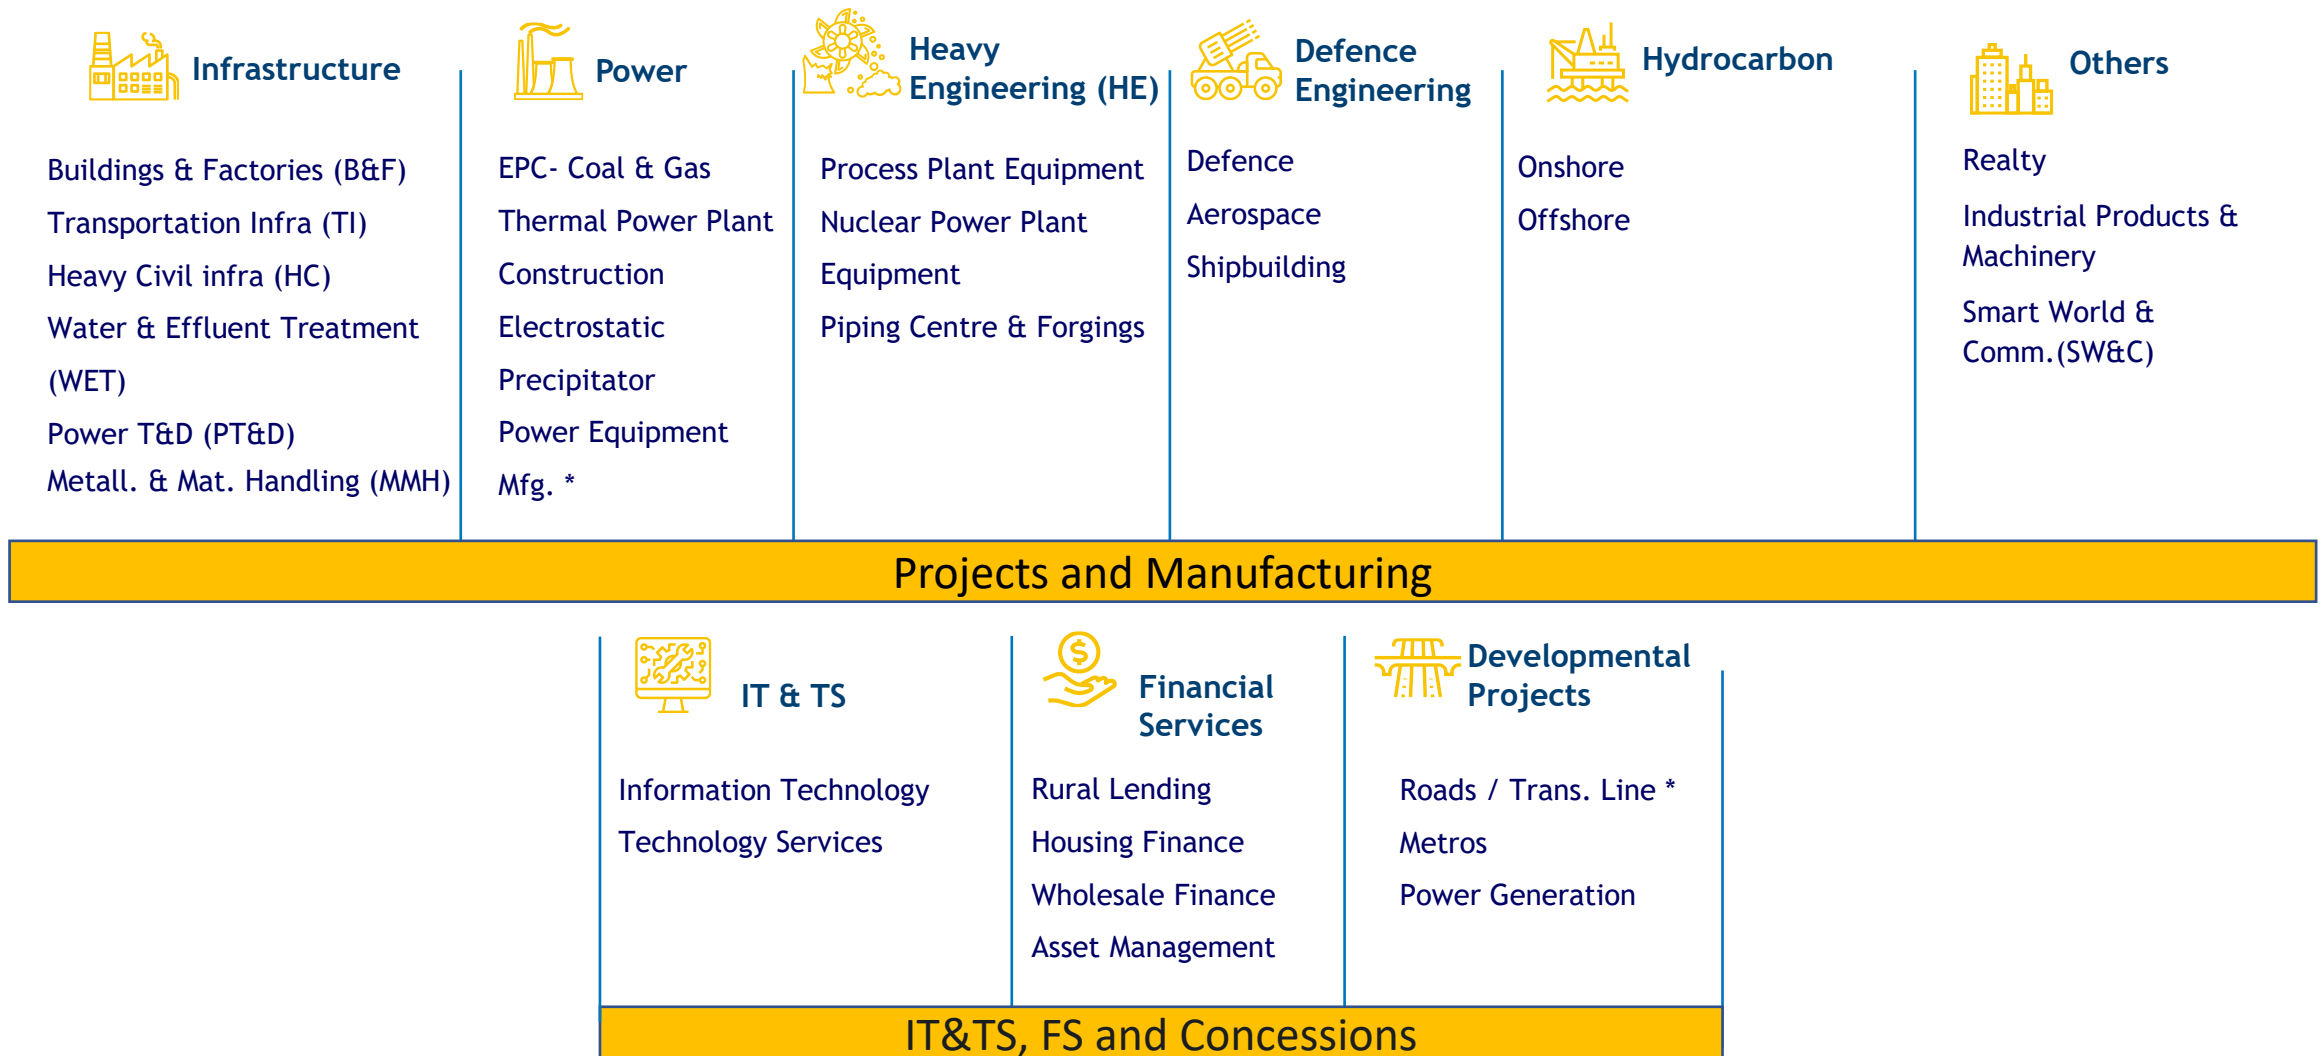 Infrastructure
Buildings & Factories (B&F)
Transportation Infra (TI)
Heavy Civil infra (HC)
Water & Effluent Treatment
(WET)
Power T&D (PT&D)
Metall. & Mat. Handling (MMH)
Power
EPC- Coal & Gas
Thermal Power Plant
Construction
Electrostatic
Precipitator
Power Equipment
Mfg. *
Heavy
Engineering (HE)
Process Plant Equipment
Nuclear Power Plant
Equipment
Piping Centre & Forgings
Defence
Engineering
Defence
Aerospace
Shipbuilding
Hydrocarbon
Onshore
Offshore
Others
Realty
Industrial Products &
Machinery
Smart World &
Comm.(SW&C)
Projects and Manufacturing
IT & TS
Information Technology
Technology Services
$
Financial
Services
Rural Lending
Housing Finance
Wholesale Finance
Asset Management
Developmental
Projects
Roads / Trans. Line *
Metros
Power Generation
IT&TS, FS and Concessions